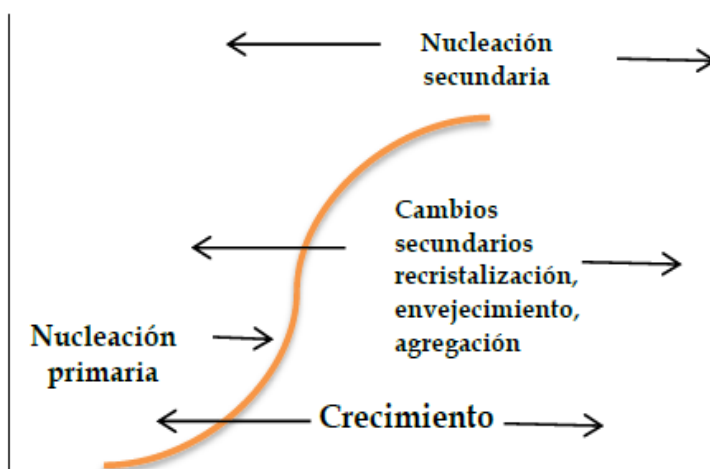 Nucleación
secundaria
Cambios
secundarios
recristalización,
envejecimiento,
agregación
Nucleación
primaria
Crecimiento